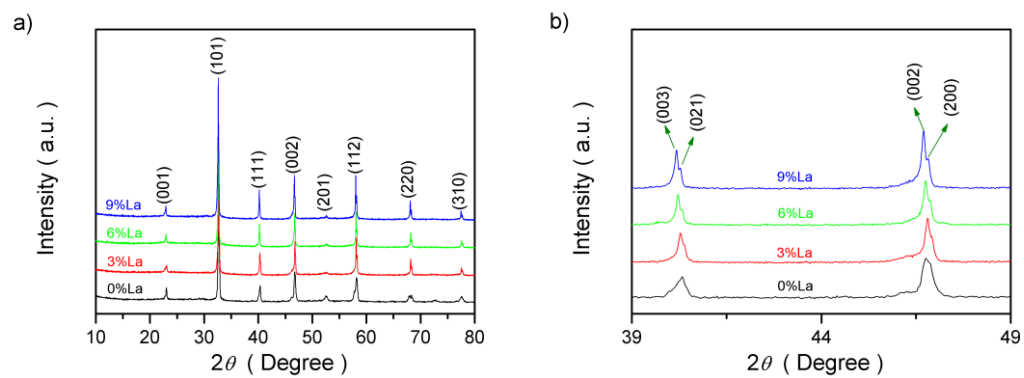 a)
Intensity ( a.u. )
(001)
(101)
(111)
(002)
(201)
(112)
(220)
(310)
9%La
6%La
3%La
0%La
10 20 30 40 50 60 70 80
2θ ( Degree )
b)
Intensity ( a.u. )
(003)
(021)
(002)
(200)
9%La
6%La
3%La
0%La
39 44 49
2θ ( Degree )